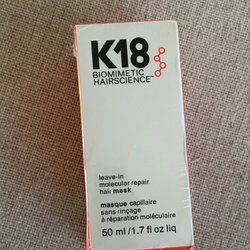 K18
BIOMIMETIC
HAIRSCIENCE™
leave-in
molecular repair
hair mask
masque capillaire
sans rinçage
à réparation moléculaire
50 ml/1.7 fl oz liq